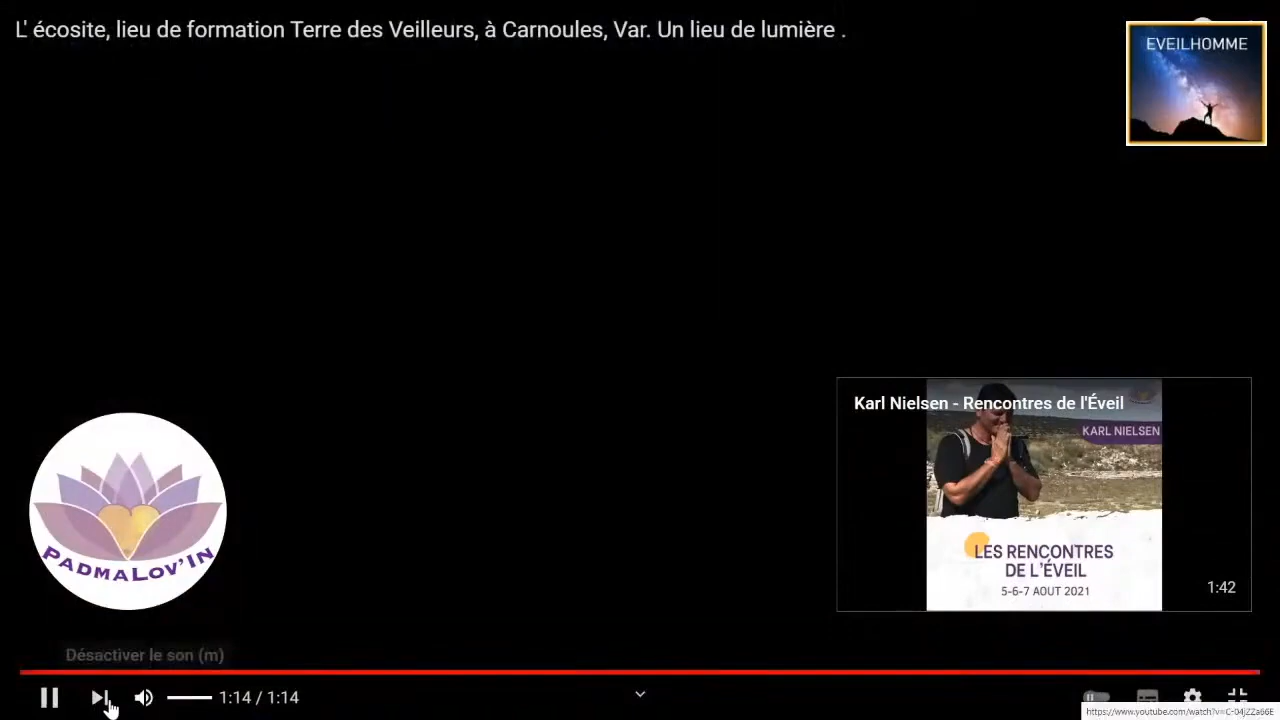 L' écosite, lieu de formation Terre des Veilleurs, à Carnoules, Var. Un lieu de lumière .
EVEILHOMME
Karl Nielsen - Rencontres de l'Éveil
KARL NIELSEN
LES RENCONTRES
DE L'ÉVEIL
5-6-7 AOUT 2021
1:42
PADMALOV'IN
Désactiver le son (m)
1:14 / 1:14